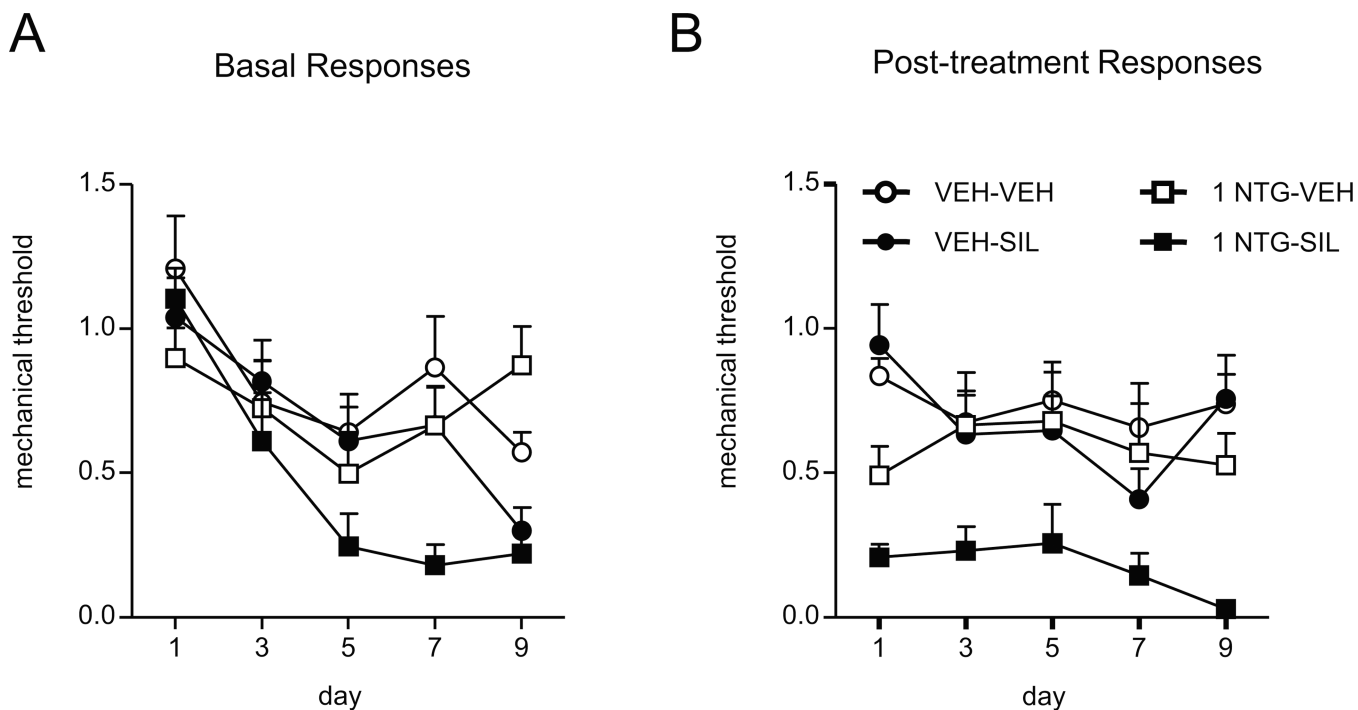 A
Basal Responses
mechanical threshold
1.5
1.0
0.5
0.0
1 3 5 7 9
day
B
Post-treatment Responses
mechanical threshold
1.5
1.0
0.5
0.0
VEH-VEH
1 NTG-VEH
VEH-SIL
1 NTG-SIL
1 3 5 7 9
day